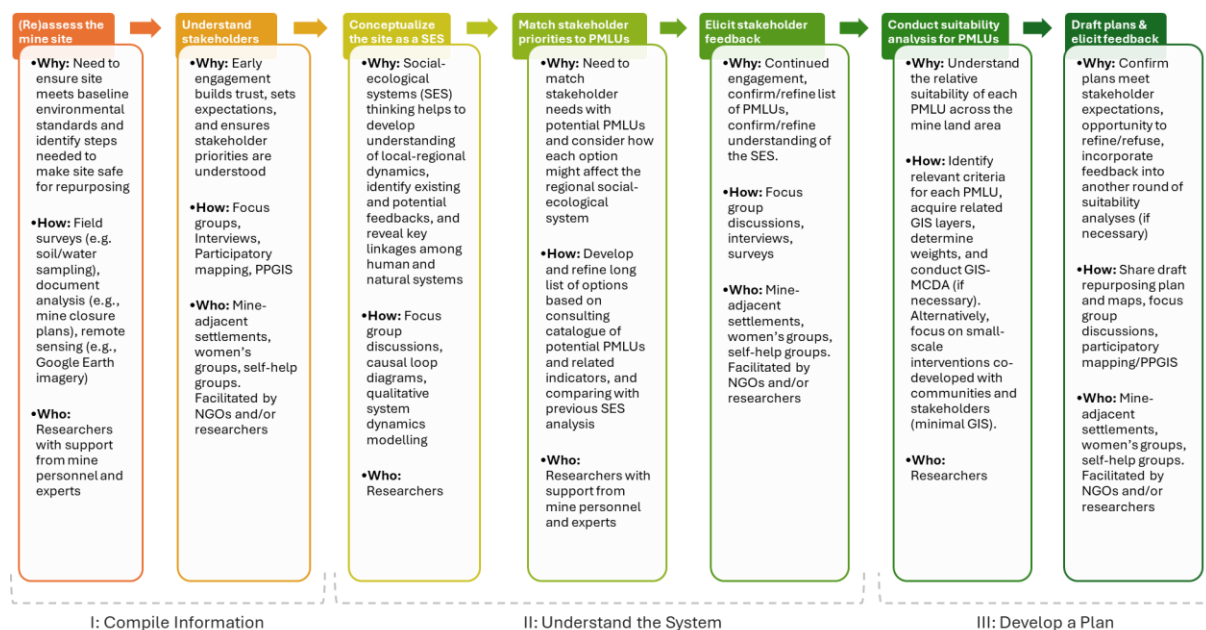 (Re)assess the
mine site
•Why: Need to
ensure site
meets baseline
environmental
standards and
identify steps
needed to
make site safe
for repurposing
•How: Field
surveys (e.g.
soil/water
sampling),
document
analysis (e.g.,
mine closure
plans), remote
sensing (e.g.,
Google Earth
imagery)
•Who:
Researchers
with support
from mine
personnel and
experts
Understand
stakeholders
•Why: Early
engagement
builds trust, sets
expectations,
and ensures
stakeholder
priorities are
understood
•How: Focus
groups,
Interviews,
Participatory
mapping, PPGIS
•Who: Mine-
adjacent
settlements,
women's
groups, self-help
groups.
Facilitated by
NGOs and/or
researchers
Conceptualize
the site as a SES
•Why: Social-
ecological
systems (SES)
thinking helps to
develop
understanding
of local-regional
dynamics,
identify existing
and potential
feedbacks, and
reveal key
linkages among
human and
natural systems
•How: Focus
group
discussions,
causal loop
diagrams,
qualitative
system
dynamics
modelling
•Who:
Researchers
Match stakeholder
priorities to PMLUs
•Why: Need to
match
stakeholder
needs with
potential PMLUs
and consider how
each option
might affect the
regional social-
ecological
system
•How: Develop
and refine long
list of options
based on
consulting
catalogue of
potential PMLUs
and related
indicators, and
comparing with
previous SES
analysis
•Who:
Researchers with
support from
mine personnel
and experts
Elicit stakeholder
feedback
•Why: Continued
engagement,
confirm/refine list
of PMLUs,
confirm/refine
understanding of
the SES.
•How: Focus
group
discussions,
interviews,
surveys
•Who: Mine-
adjacent
settlements,
women's groups,
self-help groups.
Facilitated by
NGOs and/or
researchers
Conduct suitability
analysis for PMLUs
•Why: Understand
the relative
suitability of each
PMLU across the
mine land area
•How: Identify
relevant criteria
for each PMLU,
acquire related
GIS layers,
determine
weights, and
conduct GIS-
MCDA (if
necessary).
Alternatively,
focus on small-
scale
interventions co-
developed with
communities and
stakeholders
(minimal GIS).
•Who:
Researchers
Draft plans &
elicit feedback
•Why: Confirm
plans meet
stakeholder
expectations,
opportunity to
refine/refuse,
incorporate
feedback into
another round of
suitability
analyses (if
necessary)
•How: Share draft
repurposing plan
and maps, focus
group
discussions,
participatory
mapping/PPGIS
•Who: Mine-
adjacent
settlements,
women's groups,
self-help groups.
Facilitated by
NGOs and/or
researchers
I: Compile Information
II: Understand the System
III: Develop a Plan